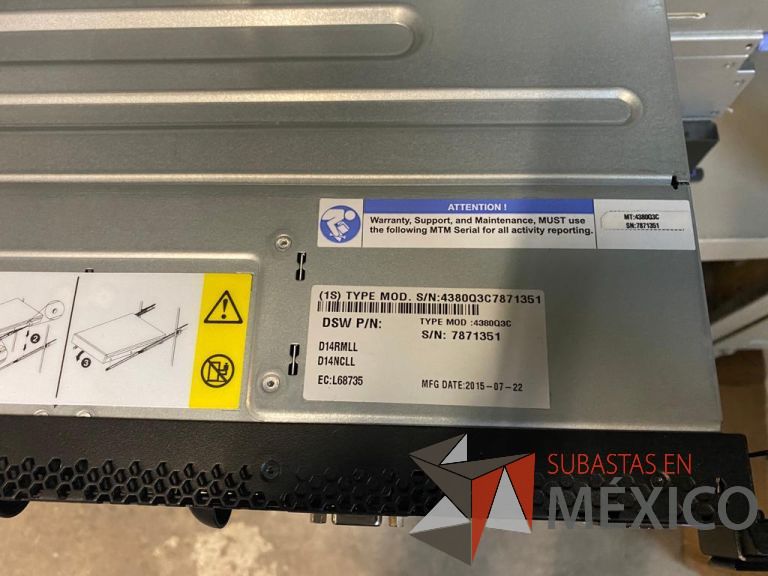 ATTENTION !
Warranty, Support, and Maintenance, MUST use
the following MTM Serial for all activity reporting.
MT:4380Q3C
SN:7871351
(1S) TYPE MOD. S/N:4380Q3C7871351
DSW P/N:
TYPE MOD :4380Q3C
S/N: 7871351
D14RMLL
D14NCLL
EC:L68735
MFG DATE:2015-07-22
2
3
SUBASTAS EN
MÉXICO